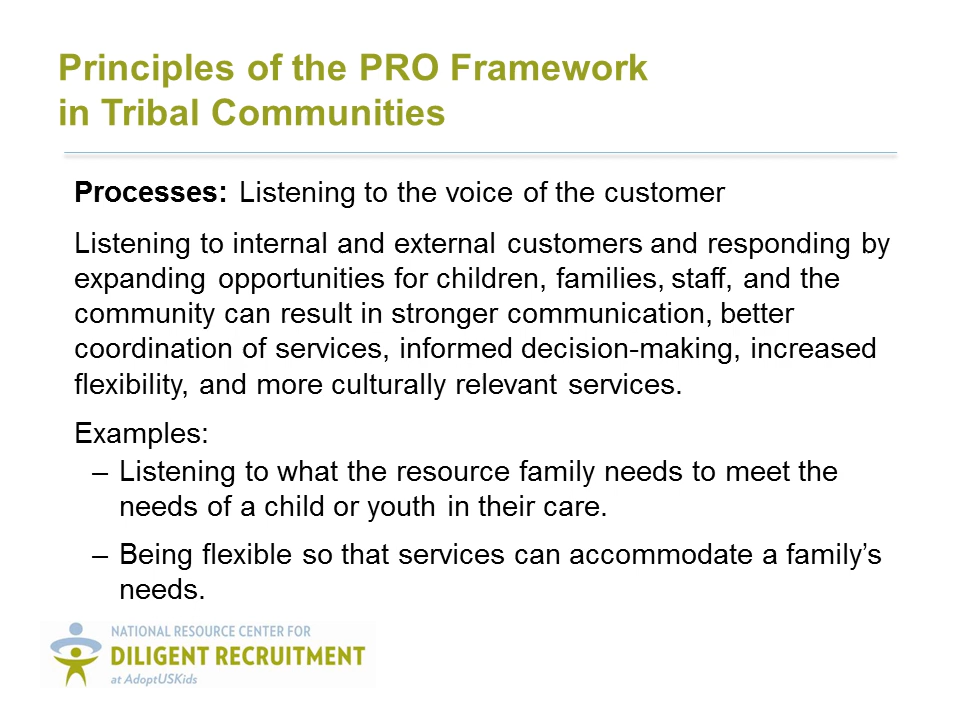 Principles of the PRO Framework
in Tribal Communities
Processes: Listening to the voice of the customer
Listening to internal and external customers and responding by
expanding opportunities for children, families, staff, and the
community can result in stronger communication, better
coordination of services, informed decision-making, increased
flexibility, and more culturally relevant services.
Examples:
– Listening to what the resource family needs to meet the
needs of a child or youth in their care.
– Being flexible so that services can accommodate a family’s
needs.
NATIONAL RESOURCE CENTER FOR
DILIGENT RECRUITMENT
at AdoptUSKids